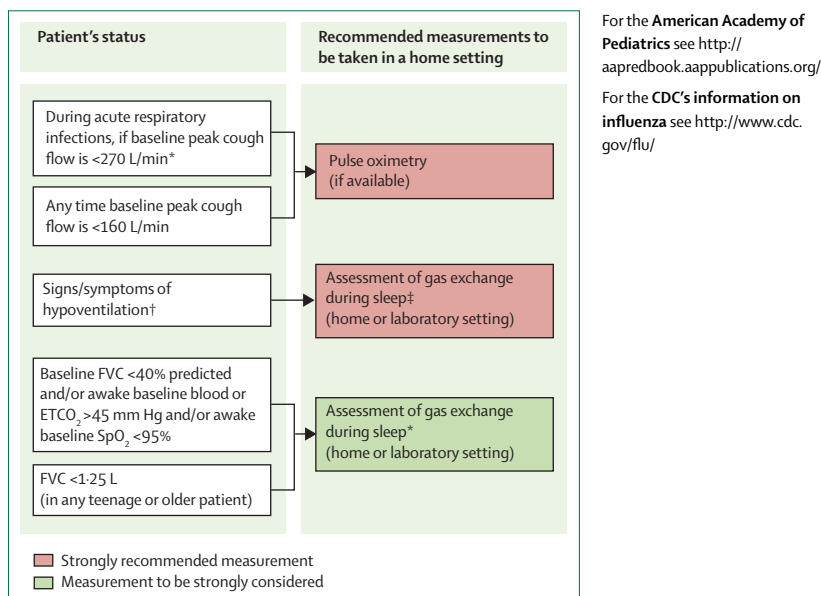 Patient's status
Recommended measurements to
be taken in a home setting
During acute respiratory
infections, if baseline peak cough
flow is <270 L/min*
Any time baseline peak cough
flow is <160 L/min
Pulse oximetry
(if available)
Signs/symptoms of
hypoventilation†
Assessment of gas exchange
during sleep‡
(home or laboratory setting)
Baseline FVC <40% predicted
and/or awake baseline blood or
ETCO₂ >45 mm Hg and/or awake
baseline SpO₂ <95%
FVC <1·25 L
(in any teenage or older patient)
Assessment of gas exchange
during sleep*
(home or laboratory setting)
Strongly recommended measurement
Measurement to be strongly considered
For the American Academy of
Pediatrics see http://
aapredbook.aappublications.org/
For the CDC's information on
influenza see http://www.cdc.
gov/flu/